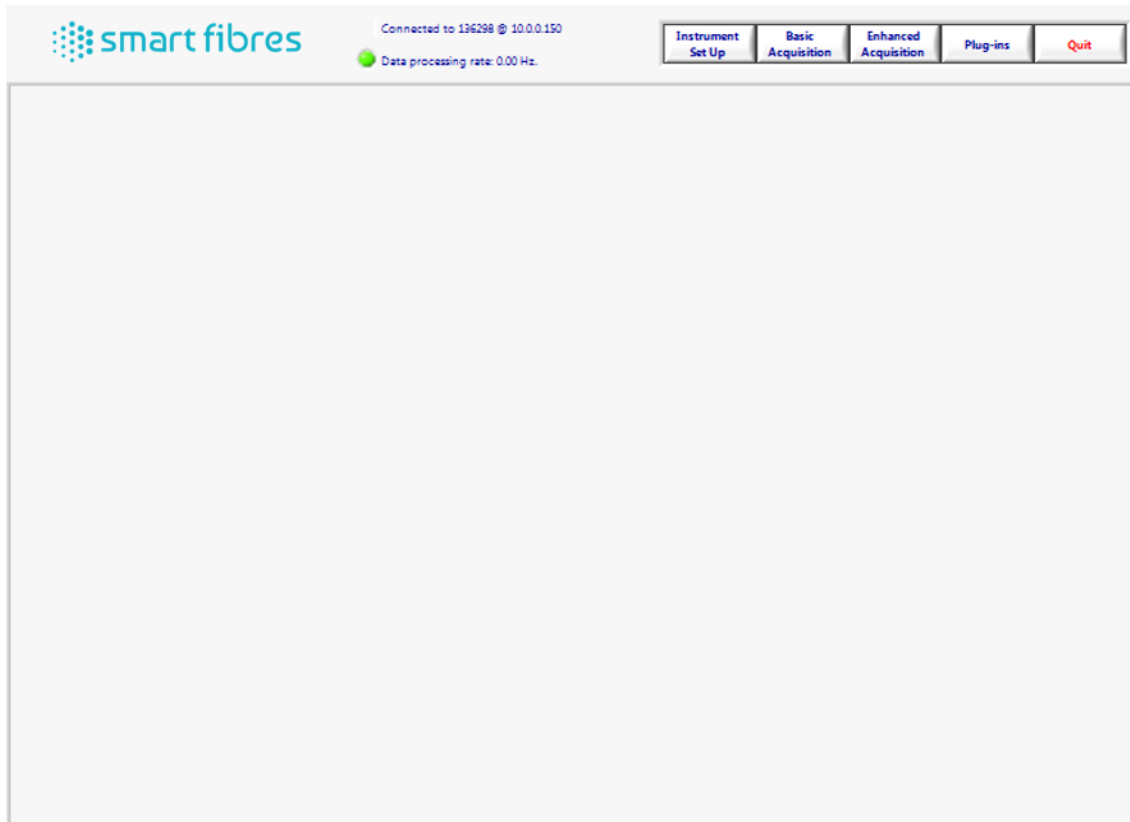 smart fibres
Connected to 136298 @ 10.0.0.150
Data processing rate: 0.00 Hz.
Instrument
Set Up
Basic
Acquisition
Enhanced
Acquisition
Plug-ins
Quit